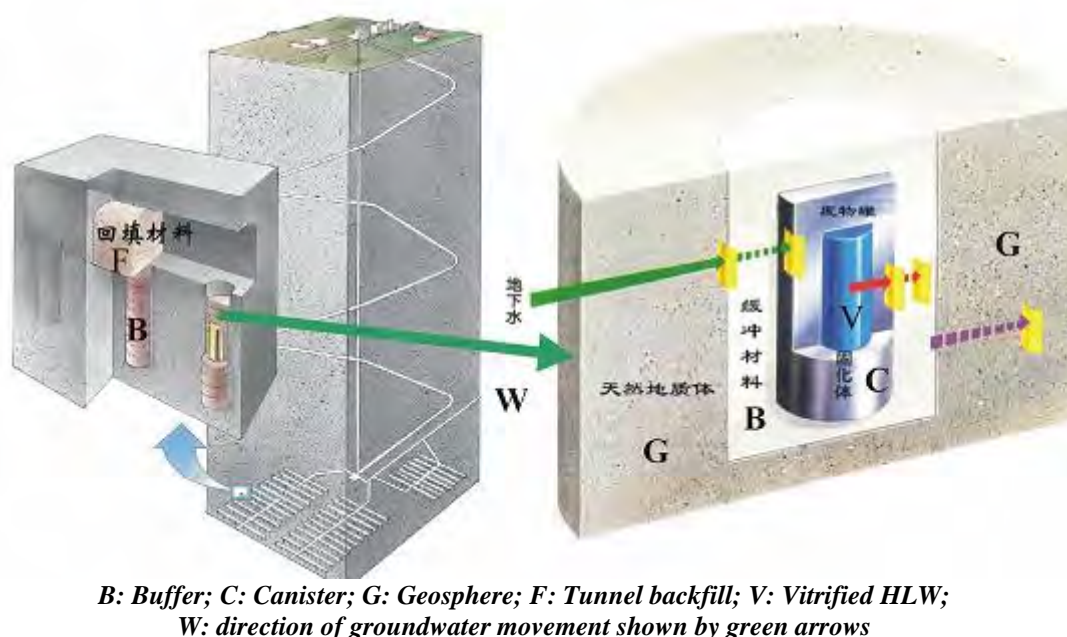 回填材料
F
B
W
地下水
天然地质体
G
缓冲材料
B
废物罐
V
固化体
C
G
B: Buffer; C: Canister; G: Geosphere; F: Tunnel backfill; V: Vitrified HLW;
W: direction of groundwater movement shown by green arrows